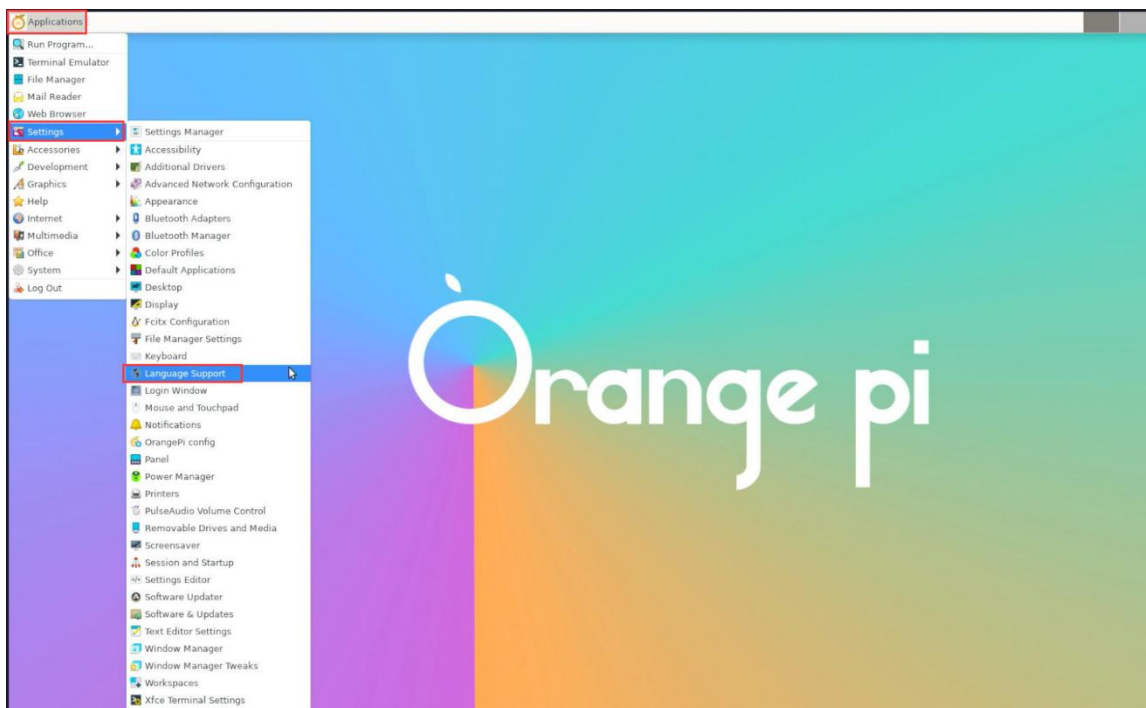 Applications
Run Program...
Terminal Emulator
File Manager
Mail Reader
Web Browser
Settings
Accessories
Development
Graphics
Help
Internet
Multimedia
Office
System
Log Out
Settings Manager
Accessibility
Additional Drivers
Advanced Network Configuration
Appearance
Bluetooth Adapters
Bluetooth Manager
Color Profiles
Default Applications
Desktop
Display
Fcitx Configuration
File Manager Settings
Keyboard
Language Support
Login Window
Mouse and Touchpad
Notifications
OrangePi config
Panel
Power Manager
Printers
PulseAudio Volume Control
Removable Drives and Media
Screensaver
Session and Startup
Settings Editor
Software Updater
Software & Updates
Text Editor Settings
Window Manager
Window Manager Tweaks
Workspaces
Xfce Terminal Settings
Orange pi